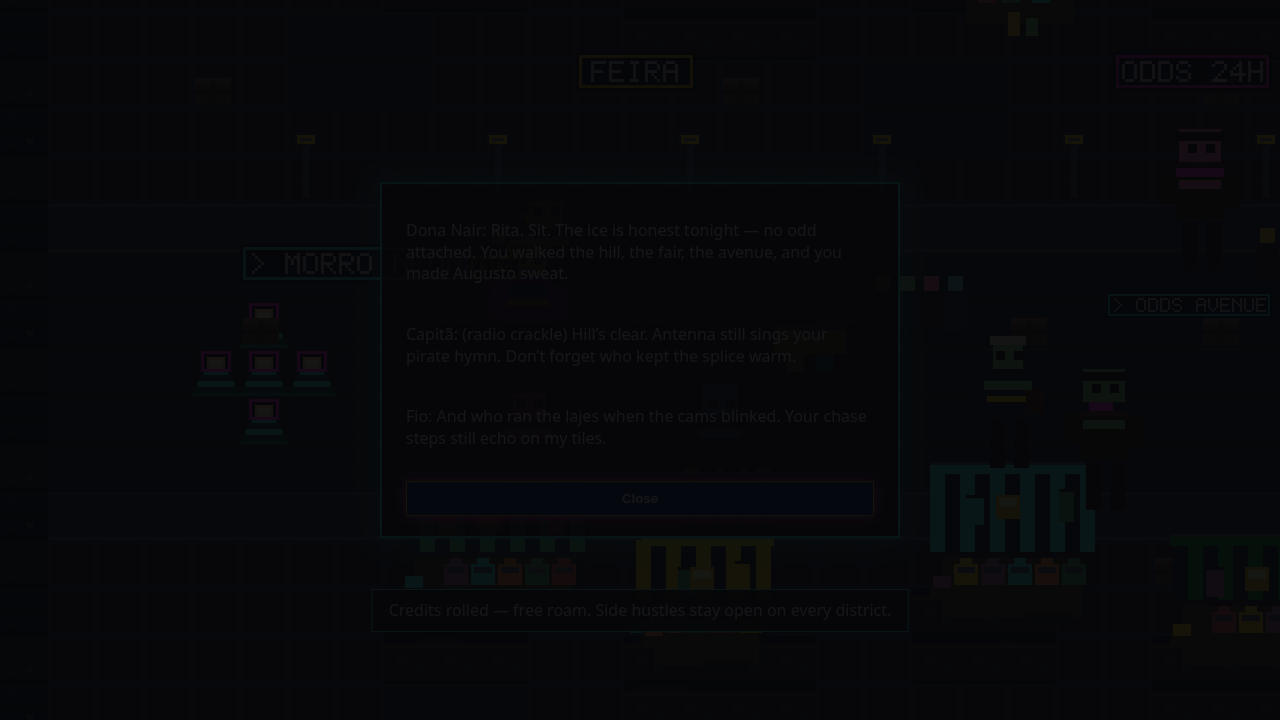 FEIRA
ODDS 24H
> MORRO
> ODDS AVENUE
Dona Nair: Rita. Sit. The ice is honest tonight — no odd
attached. You walked the hill, the fair, the avenue, and you
made Augusto sweat.
Capitã: (radio crackle) Hill's clear. Antenna still sings your
pirate hymn. Don't forget who kept the splice warm.
Fio: And who ran the lajes when the cams blinked. Your chase
steps still echo on my tiles.
Close
Credits rolled — free roam. Side hustles stay open on every district.